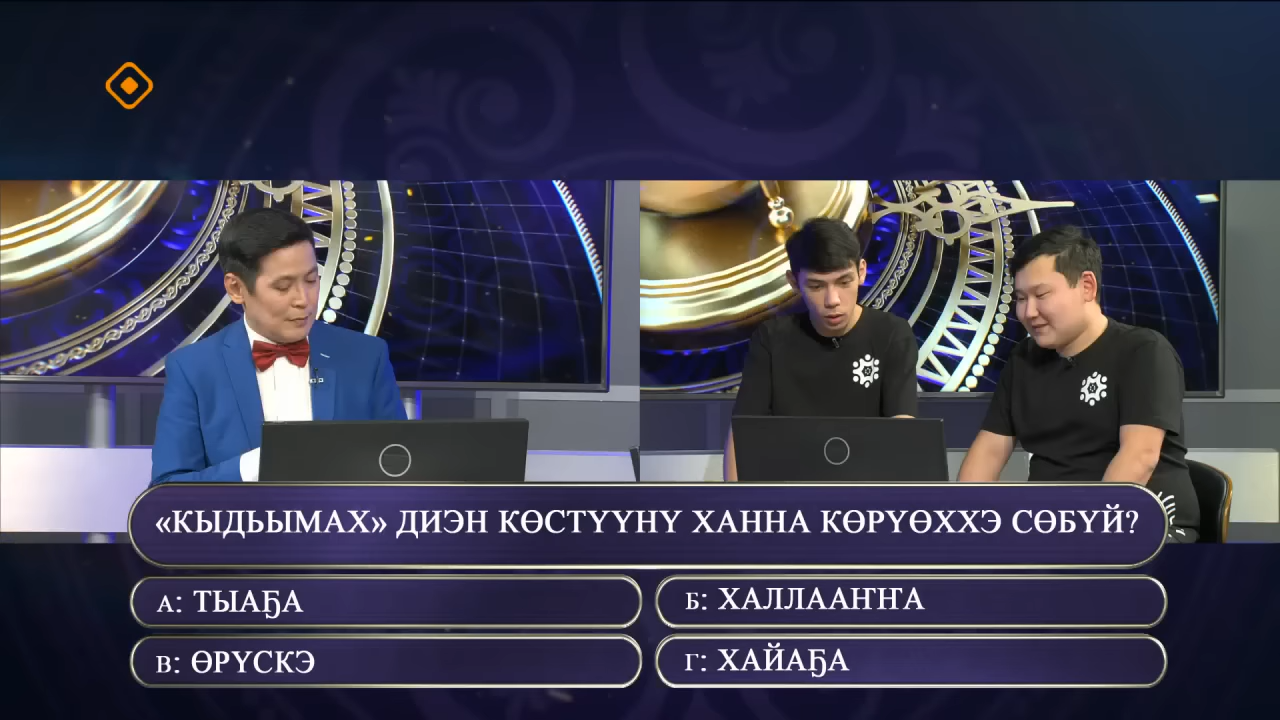 «КЫДЬЫМАХ» ДИЭН КӨСТҮҮНҮ ХАННА КӨРҮӨХХЭ СӨБҮЙ?
А: ТЫАҔА
Б: ХАЛЛААҤҤА
В: ӨРҮСКЭ
Г: ХАЙАҔА